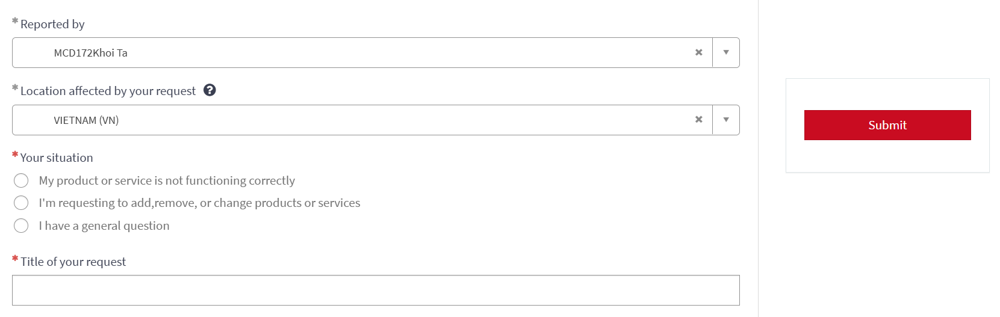 * Reported by
MCD172Khoi Ta
* Location affected by your request
VIETNAM (VN)
Submit
* Your situation
My product or service is not functioning correctly
I'm requesting to add,remove, or change products or services
I have a general question
* Title of your request